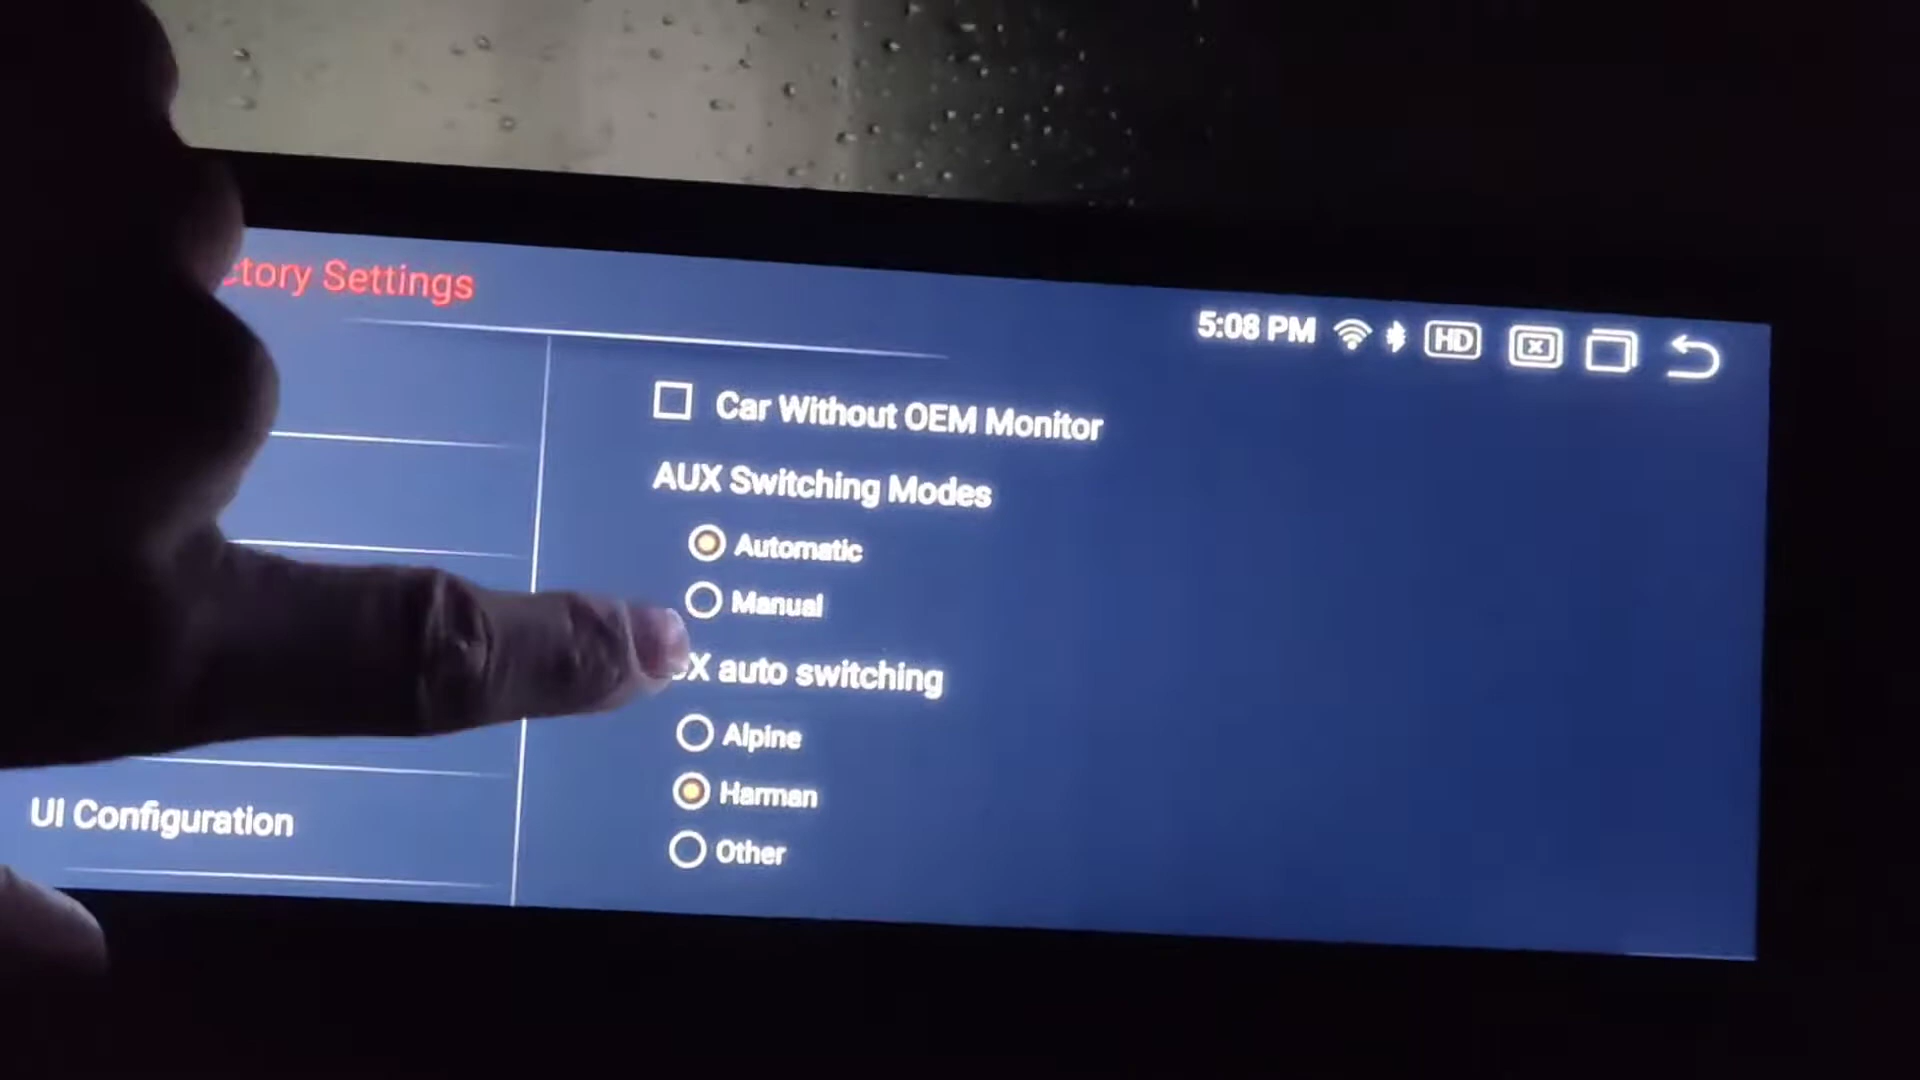 Settings
5:08 PM
HD
Car Without OEM Monitor
AUX Switching Modes
Automatic
Manual
auto switching
Alpine
Harman
Other
UI Configuration